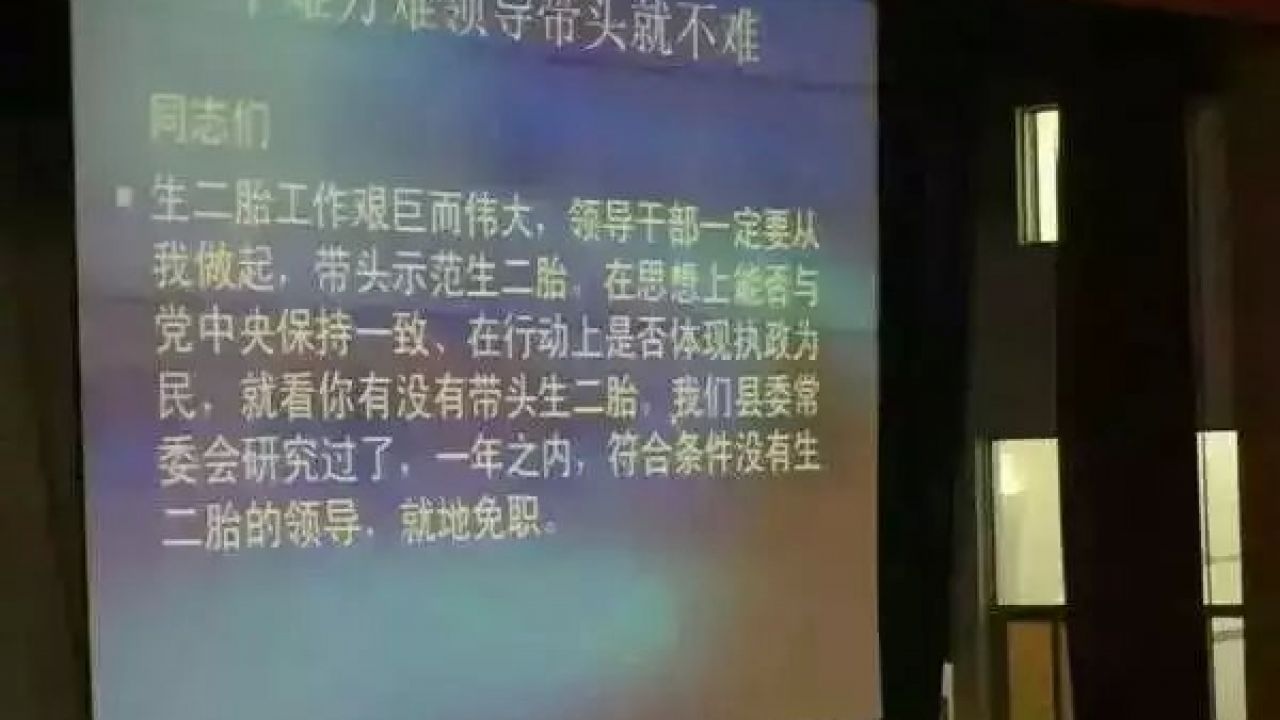 难万难领导带头就不难
同志们
生二胎工作艰巨而伟大，领导干部一定要从
我做起，带头示范生二胎。在思想上能否与
党中央保持一致、在行动上是否体现执政为
民，就看你有没有带头生二胎，我们县委常
委会研究过了，一年之内，符合条件没有生
二胎的领导，就地免职。